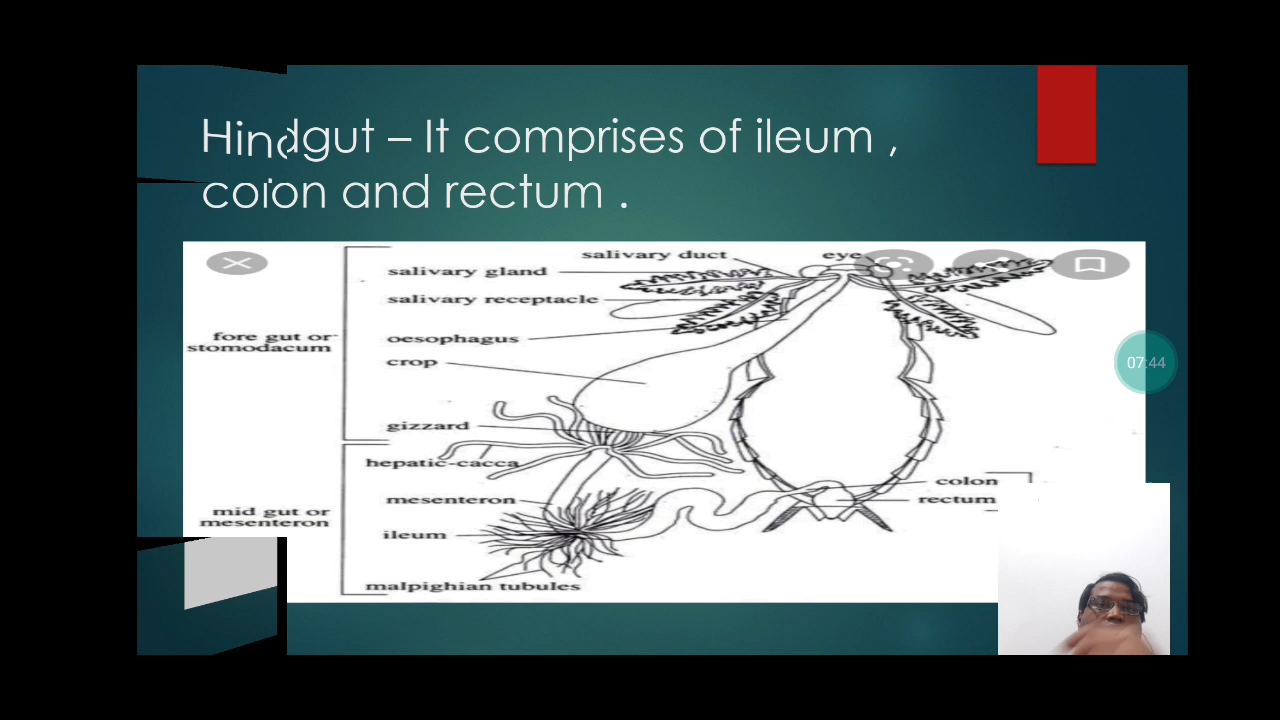 Hindgut – It comprises of ileum ,
colon and rectum .
salivary duct
eye
salivary gland
salivary receptacle
fore gut or
stomodacum
oesophagus
crop
gizzard
hepatic-cacca
colon
mesenteron
rectum
mid gut or
mesenteron
ileum
malpighian tubules
07:44